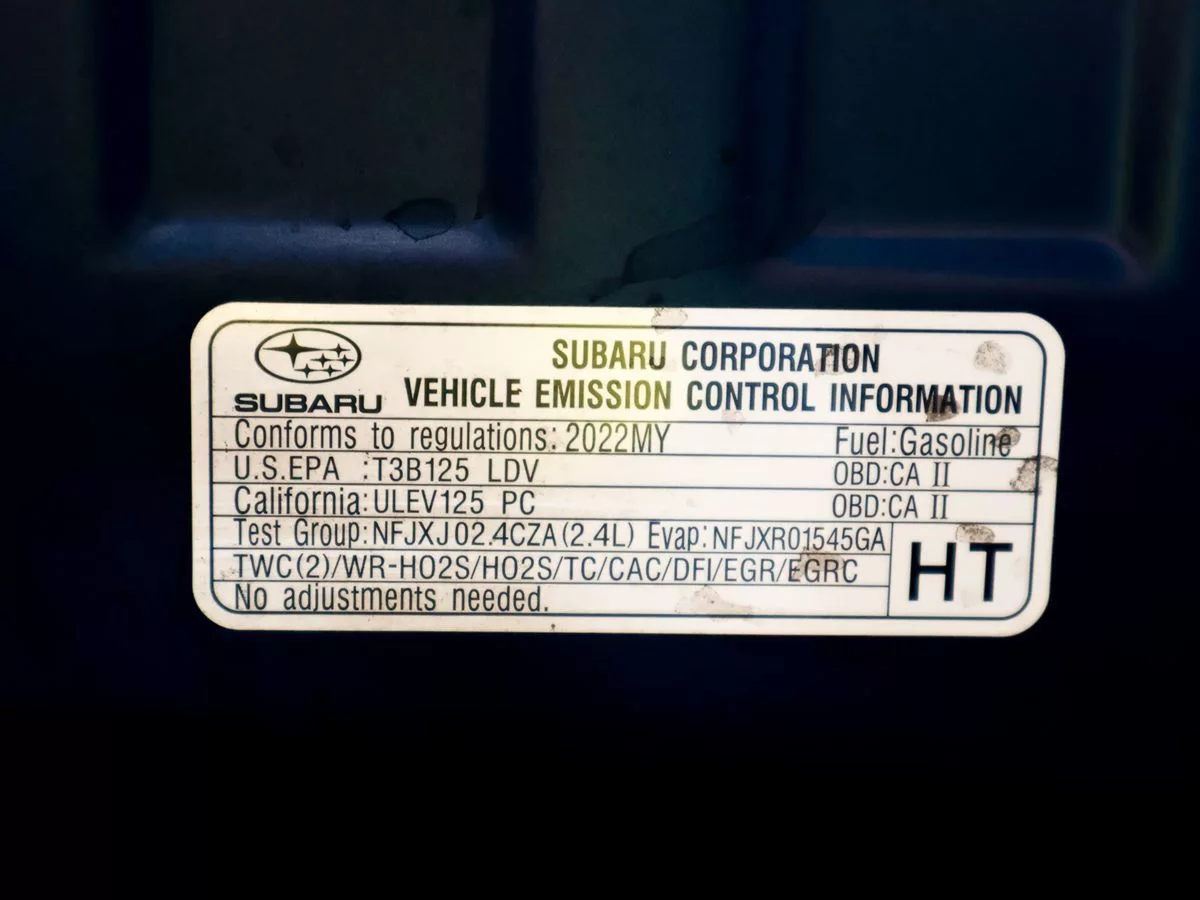 SUBARU
SUBARU CORPORATION
VEHICLE EMISSION CONTROL INFORMATION
Conforms to regulations: 2022MY Fuel:Gasoline
U.S.EPA :T3B125 LDV OBD:CA II
California:ULEV125 PC OBD:CA II
Test Group:NFJXJ02.4CZA(2.4L) Evap:NFJXR01545GA
TWC(2)/WR-HO2S/HO2S/TC/CAC/DFI/EGR/EGRC
No adjustments needed.
HT